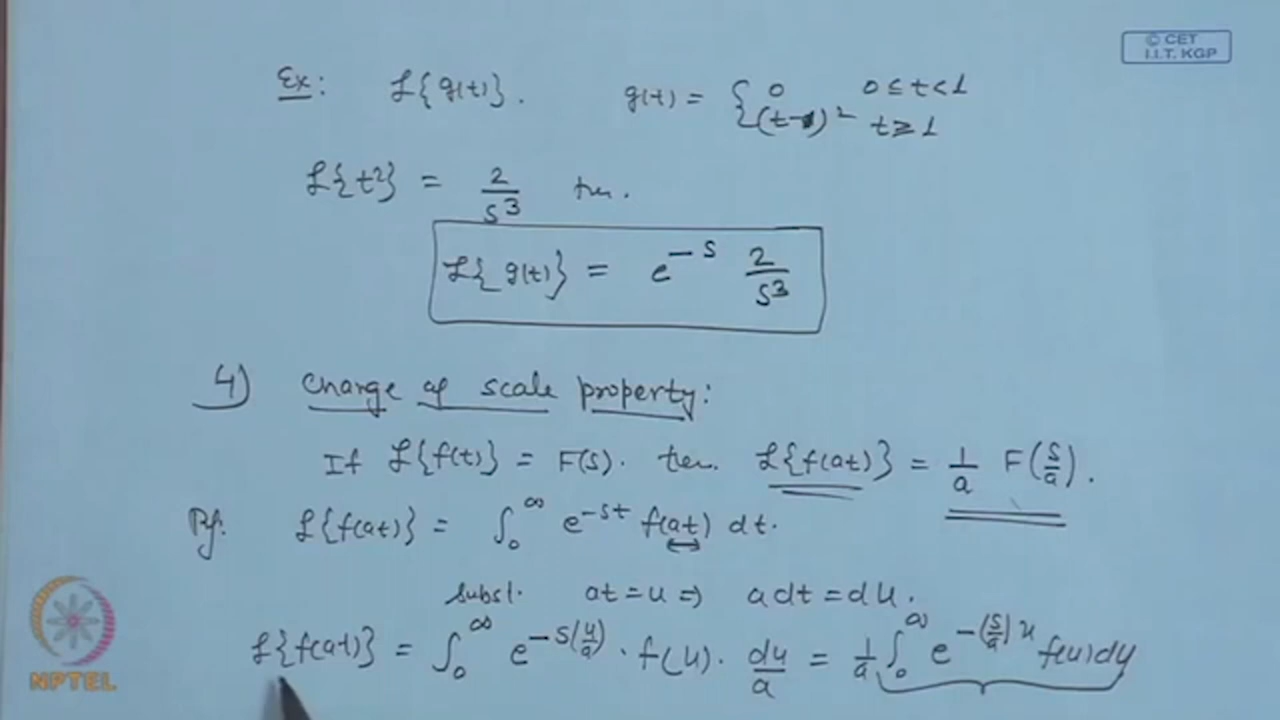 © CET
I.I.T. KGP
Ex: ℒ{g(t)}. g(t) = { 0 0 ≤ t < 1
(t-1)² t ≥ 1
ℒ{t²} = 2/s³ then.
ℒ{g(t)} = e^{-s} 2/s³
4) Change of scale property:
If ℒ{f(t)} = F(s). then. ℒ{f(at)} = 1/a F(s/a).
Pf. ℒ{f(at)} = ∫₀^∞ e^{-st} f(at) dt.
subst. at = u ⇒ a dt = du.
ℒ{f(at)} = ∫₀^∞ e^{-s(u/a)} · f(u) · du/a = 1/a ∫₀^∞ e^{-(s/a)u} f(u) du
NPTEL